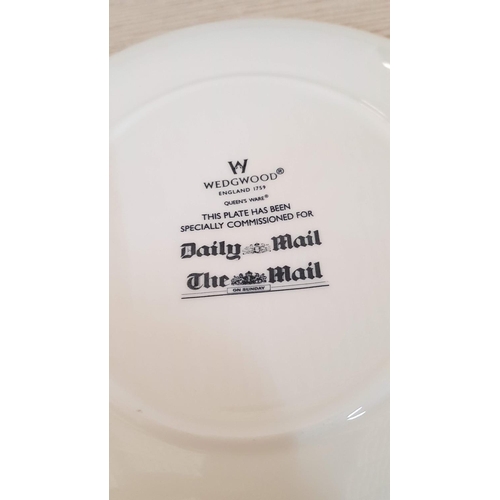 W
WEDGWOOD®
ENGLAND 1759
QUEEN'S WARE®
THIS PLATE HAS BEEN
SPECIALLY COMMISSIONED FOR
Daily Mail
The Mail
ON SUNDAY